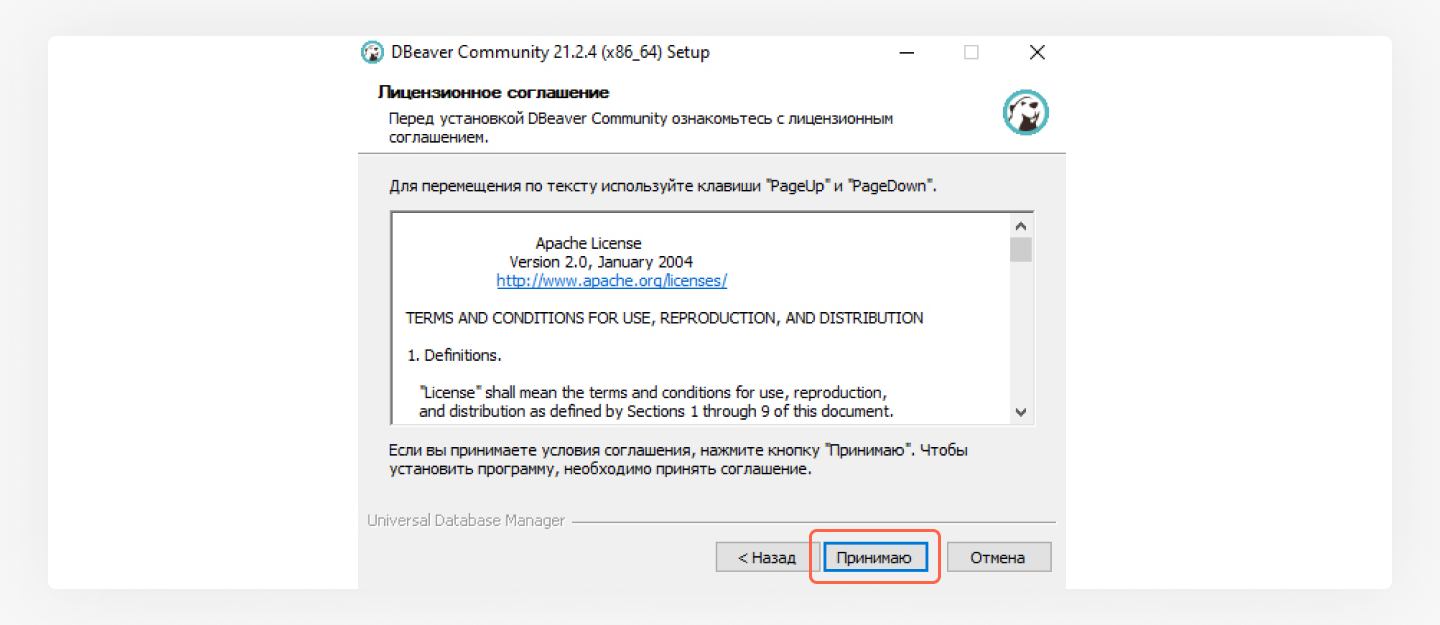 DBeaver Community 21.2.4 (x86_64) Setup
Лицензионное соглашение
Перед установкой DBeaver Community ознакомьтесь с лицензионным
соглашением.
Для перемещения по тексту используйте клавиши "PageUp" и "PageDown".
Apache License
Version 2.0, January 2004
http://www.apache.org/licenses/
TERMS AND CONDITIONS FOR USE, REPRODUCTION, AND DISTRIBUTION
1. Definitions.
"License" shall mean the terms and conditions for use, reproduction,
and distribution as defined by Sections 1 through 9 of this document.
Если вы принимаете условия соглашения, нажмите кнопку "Принимаю". Чтобы
установить программу, необходимо принять соглашение.
Universal Database Manager
< Назад Принимаю Отмена